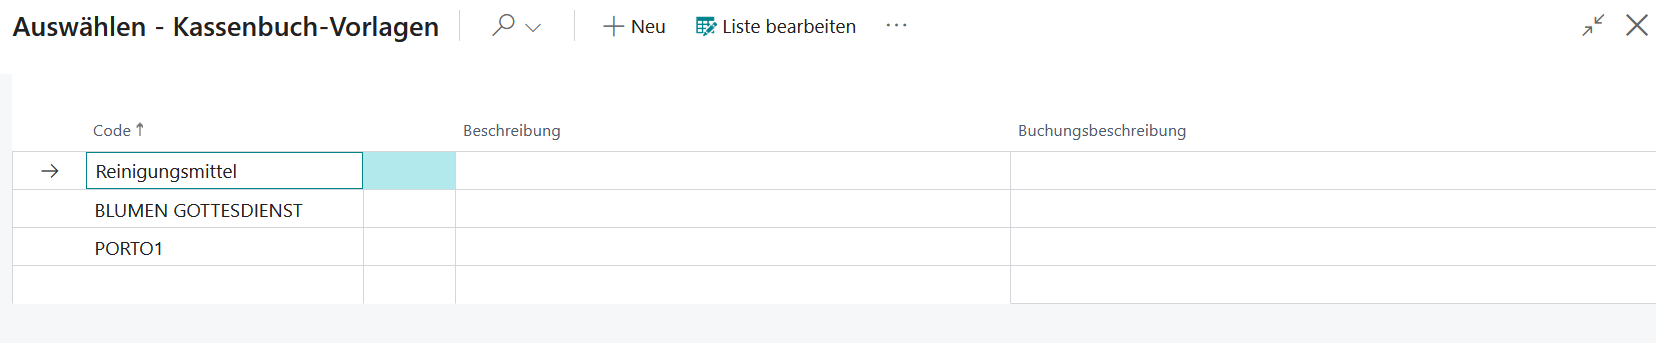 Auswählen - Kassenbuch-Vorlagen Neu Liste bearbeiten ···
Code ↑ Beschreibung Buchungsbeschreibung
Reinigungsmittel
BLUMEN GOTTESDIENST
PORTO1